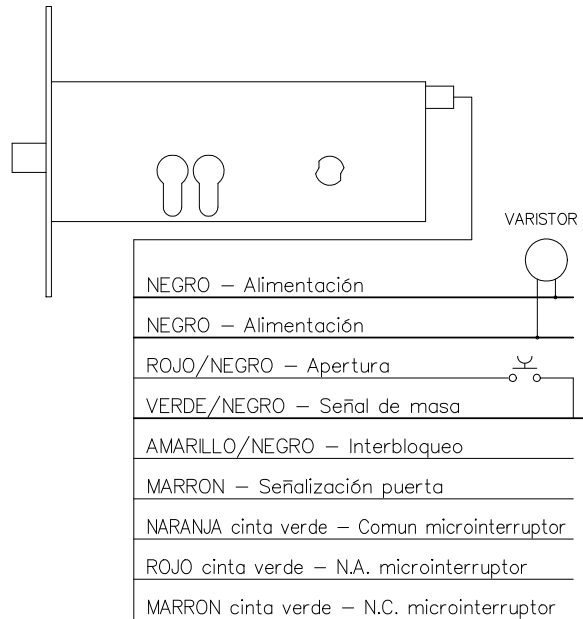 VARISTOR
NEGRO – Alimentación
NEGRO – Alimentación
ROJO/NEGRO – Apertura
VERDE/NEGRO – Señal de masa
AMARILLO/NEGRO – Interbloqueo
MARRON – Señalización puerta
NARANJA cinta verde – Comun microinterruptor
ROJO cinta verde – N.A. microinterruptor
MARRON cinta verde – N.C. microinterruptor